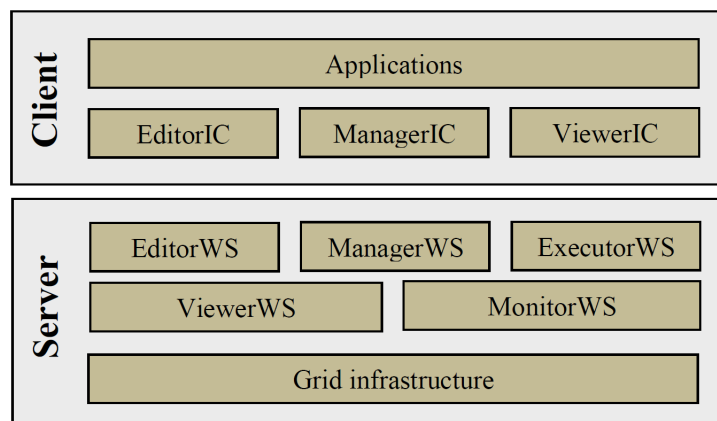 Client
Applications
EditorIC
ManagerIC
ViewerIC
Server
EditorWS
ManagerWS
ExecutorWS
ViewerWS
MonitorWS
Grid infrastructure